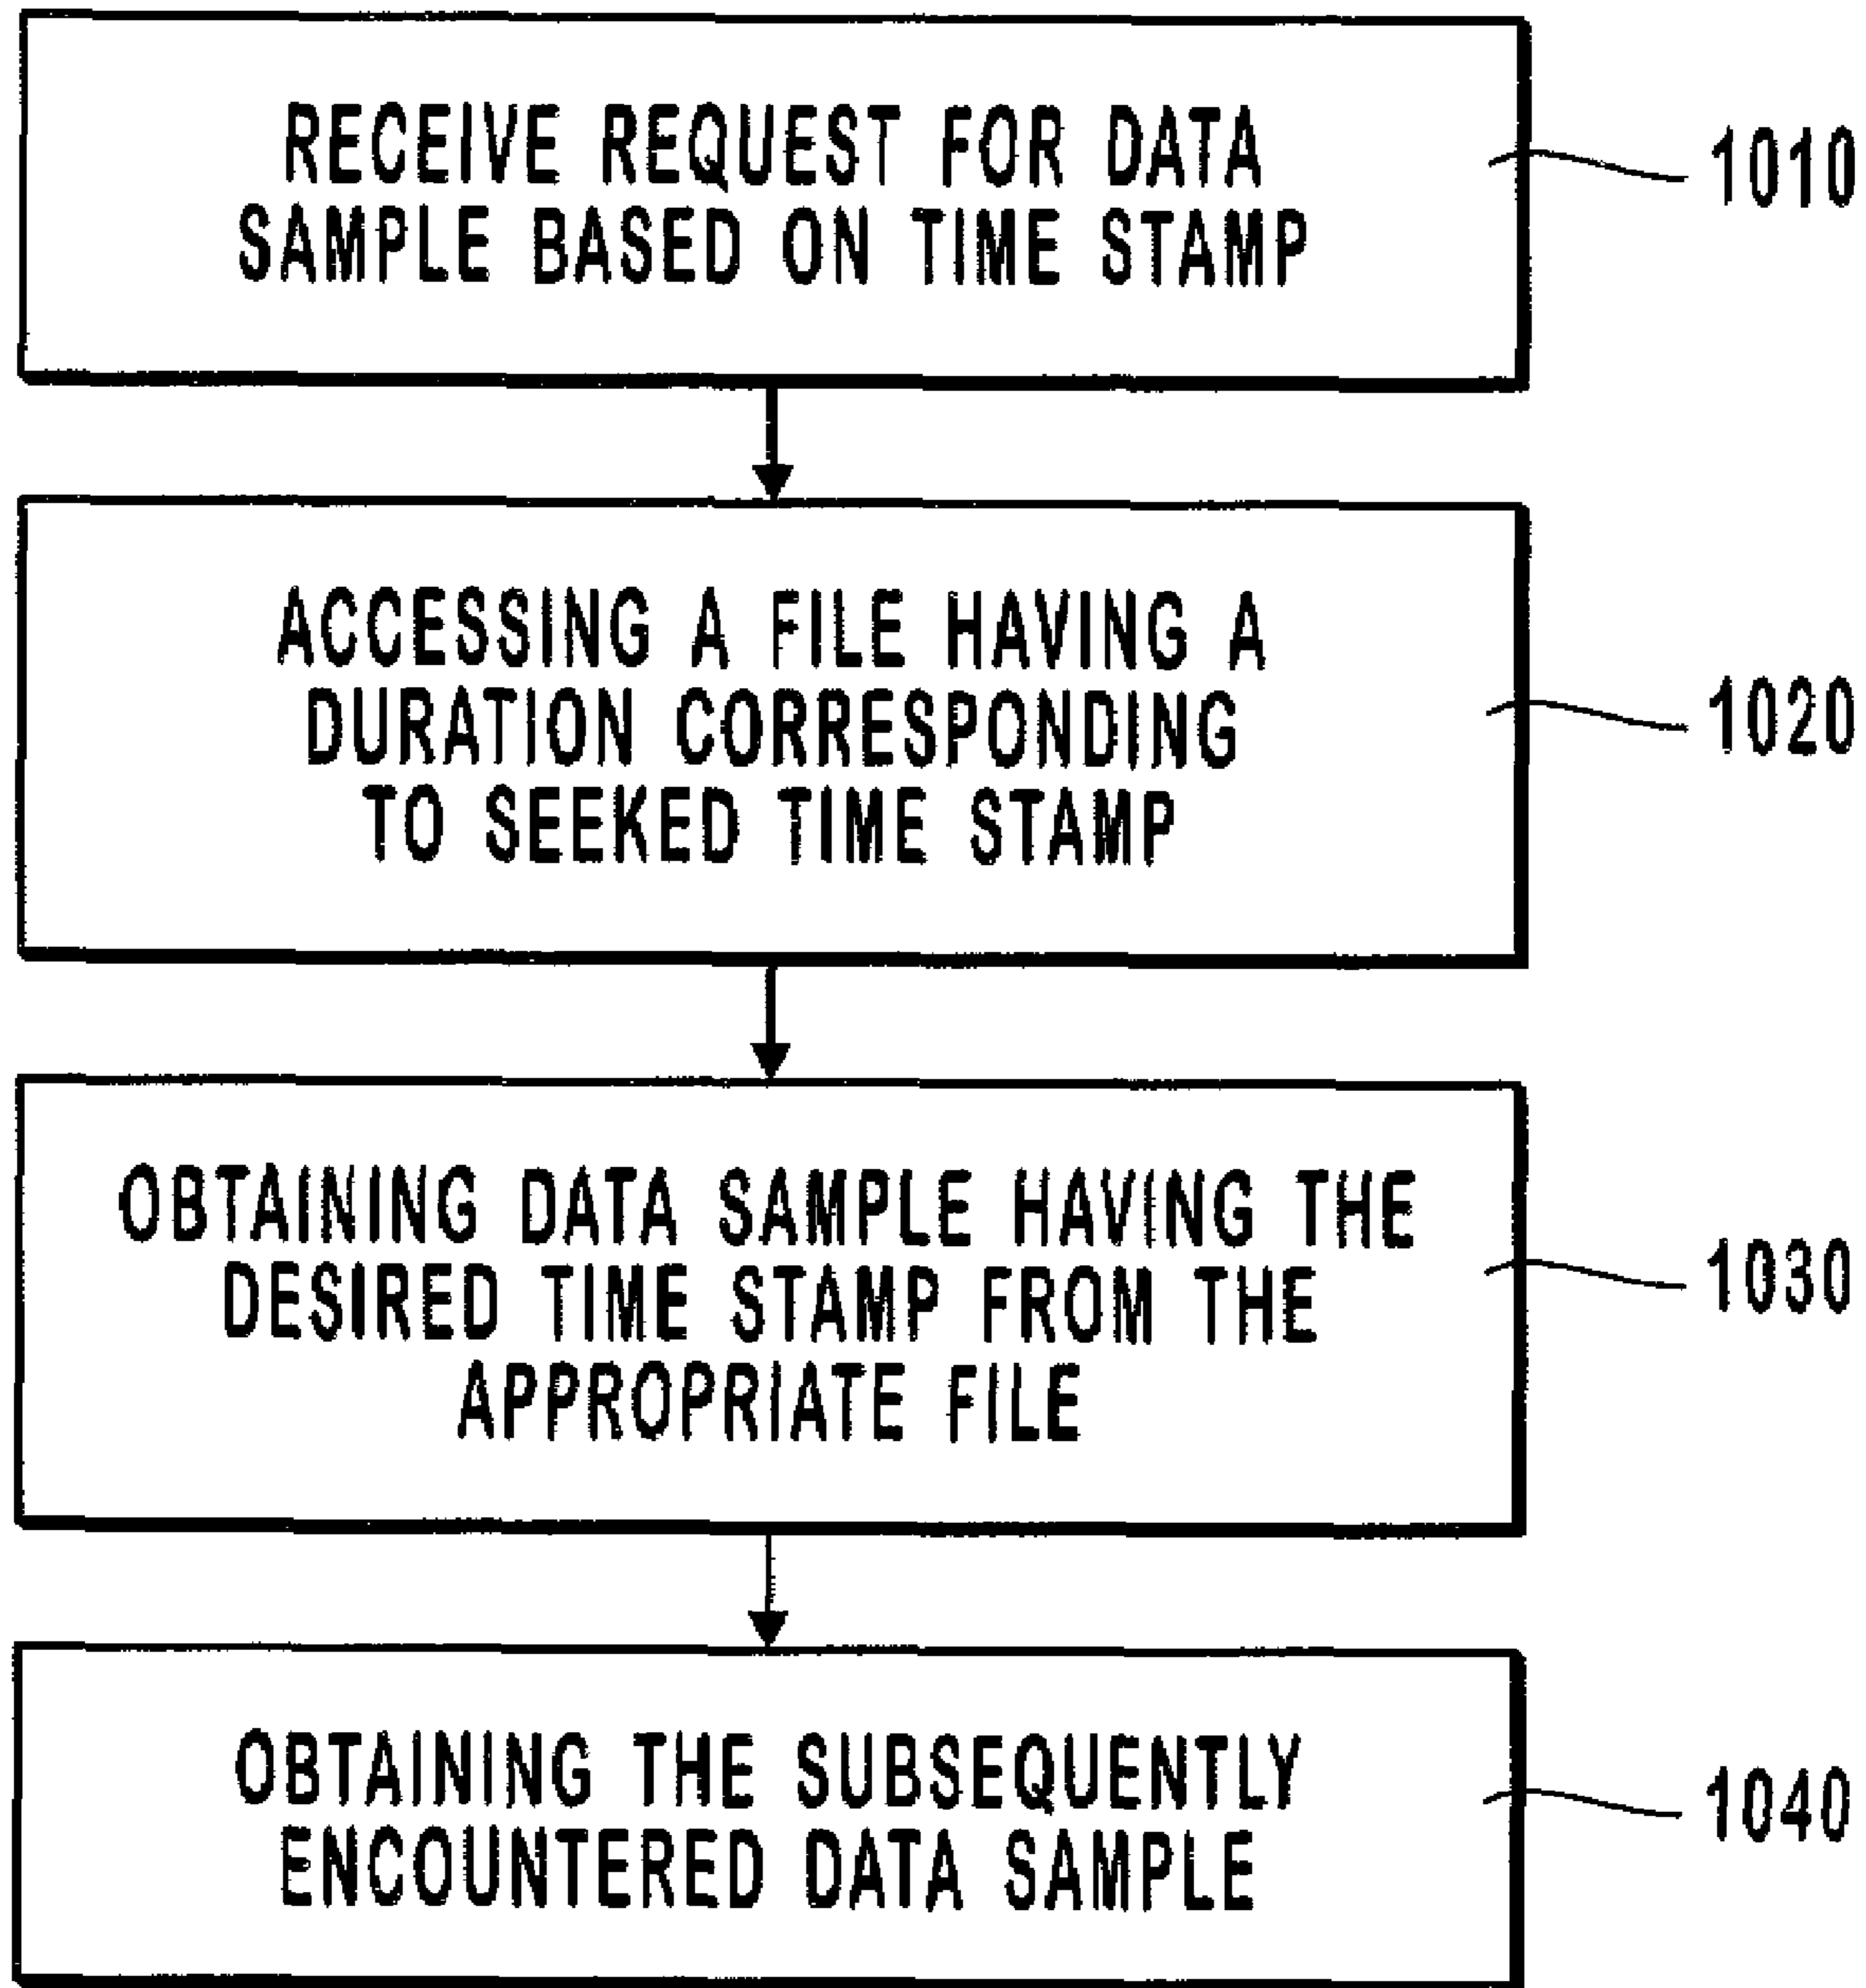 RECEIVE REQUEST FOR DATA
SAMPLE BASED ON TIME STAMP
1010
ACCESSING A FILE HAVING A
DURATION CORRESPONDING
TO SEEKED TIME STAMP
1020
OBTAINING DATA SAMPLE HAVING THE
DESIRED TIME STAMP FROM THE
APPROPRIATE FILE
1030
OBTAINING THE SUBSEQUENTLY
ENCOUNTERED DATA SAMPLE
1040